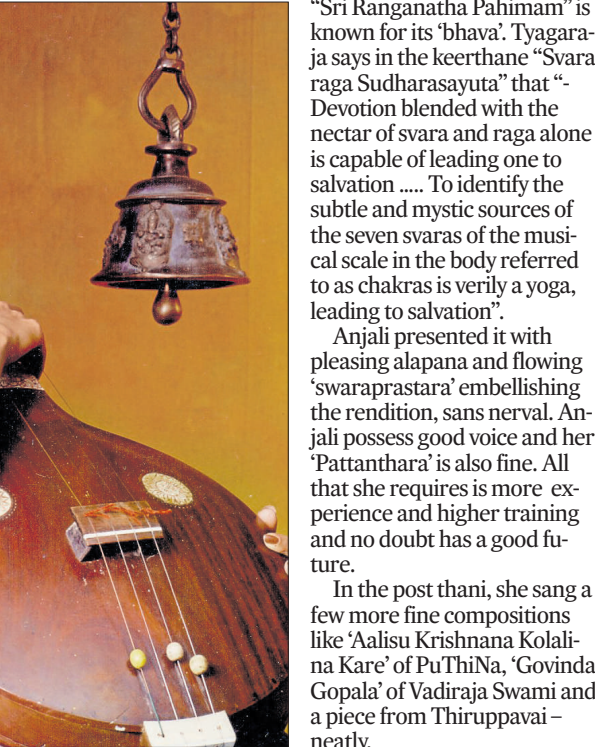 “Sri Ranganatha Pahimam” is
known for its ‘bhava’. Tyagara-
ja says in the keerthane “Svara
raga Sudharasayuta” that “-
Devotion blended with the
nectar of svara and raga alone
is capable of leading one to
salvation ..... To identify the
subtle and mystic sources of
the seven svaras of the musi-
cal scale in the body referred
to as chakras is verily a yoga,
leading to salvation”.
Anjali presented it with
pleasing alapana and flowing
‘swaraprastara’ embellishing
the rendition, sans nerval. An-
jali possess good voice and her
‘Pattanthara’ is also fine. All
that she requires is more ex-
perience and higher training
and no doubt has a good fu-
ture.
In the post thani, she sang a
few more fine compositions
like ‘Aalisu Krishnana Kolali-
na Kare’ of PuThiNa, ‘Govinda
Gopala’ of Vadiraja Swami and
a piece from Thiruppavai –
neatly.